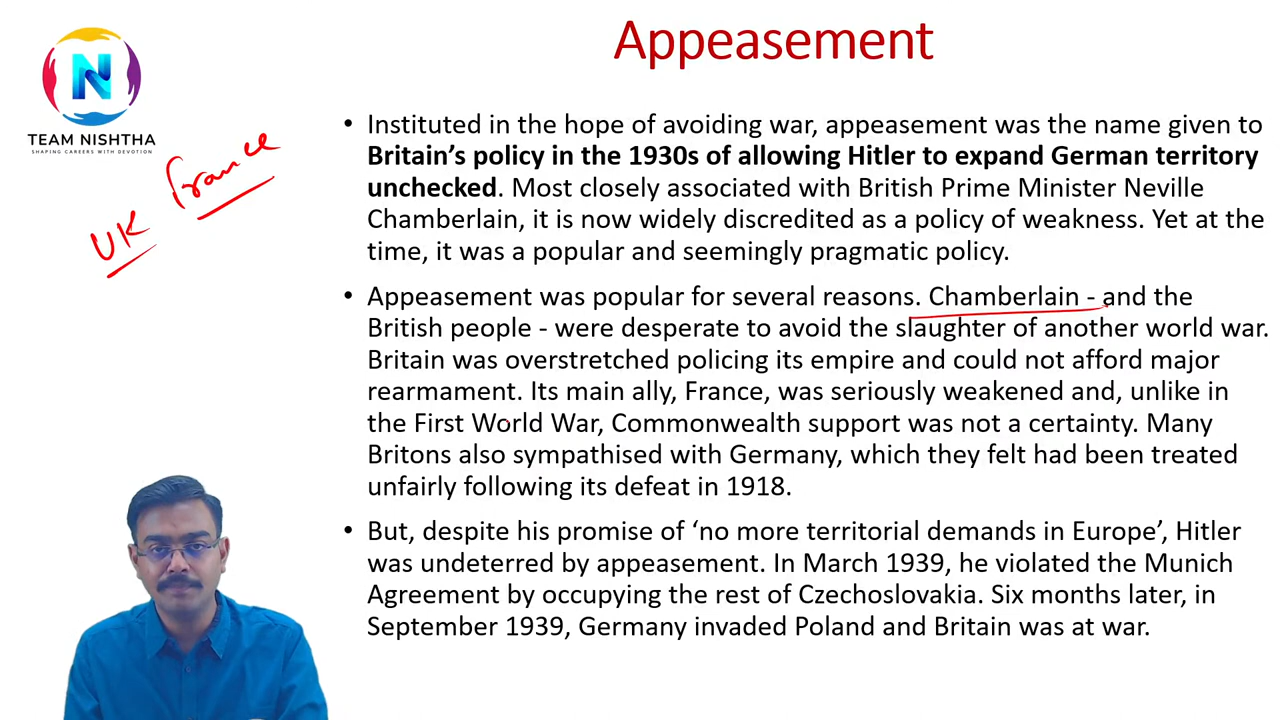 N
TEAM NISHTHA
SHAPING CAREERS WITH DEVOTION
UK France
Appeasement
• Instituted in the hope of avoiding war, appeasement was the name given to
Britain’s policy in the 1930s of allowing Hitler to expand German territory
unchecked. Most closely associated with British Prime Minister Neville
Chamberlain, it is now widely discredited as a policy of weakness. Yet at the
time, it was a popular and seemingly pragmatic policy.
• Appeasement was popular for several reasons. Chamberlain - and the
British people - were desperate to avoid the slaughter of another world war.
Britain was overstretched policing its empire and could not afford major
rearmament. Its main ally, France, was seriously weakened and, unlike in
the First World War, Commonwealth support was not a certainty. Many
Britons also sympathised with Germany, which they felt had been treated
unfairly following its defeat in 1918.
• But, despite his promise of ‘no more territorial demands in Europe’, Hitler
was undeterred by appeasement. In March 1939, he violated the Munich
Agreement by occupying the rest of Czechoslovakia. Six months later, in
September 1939, Germany invaded Poland and Britain was at war.